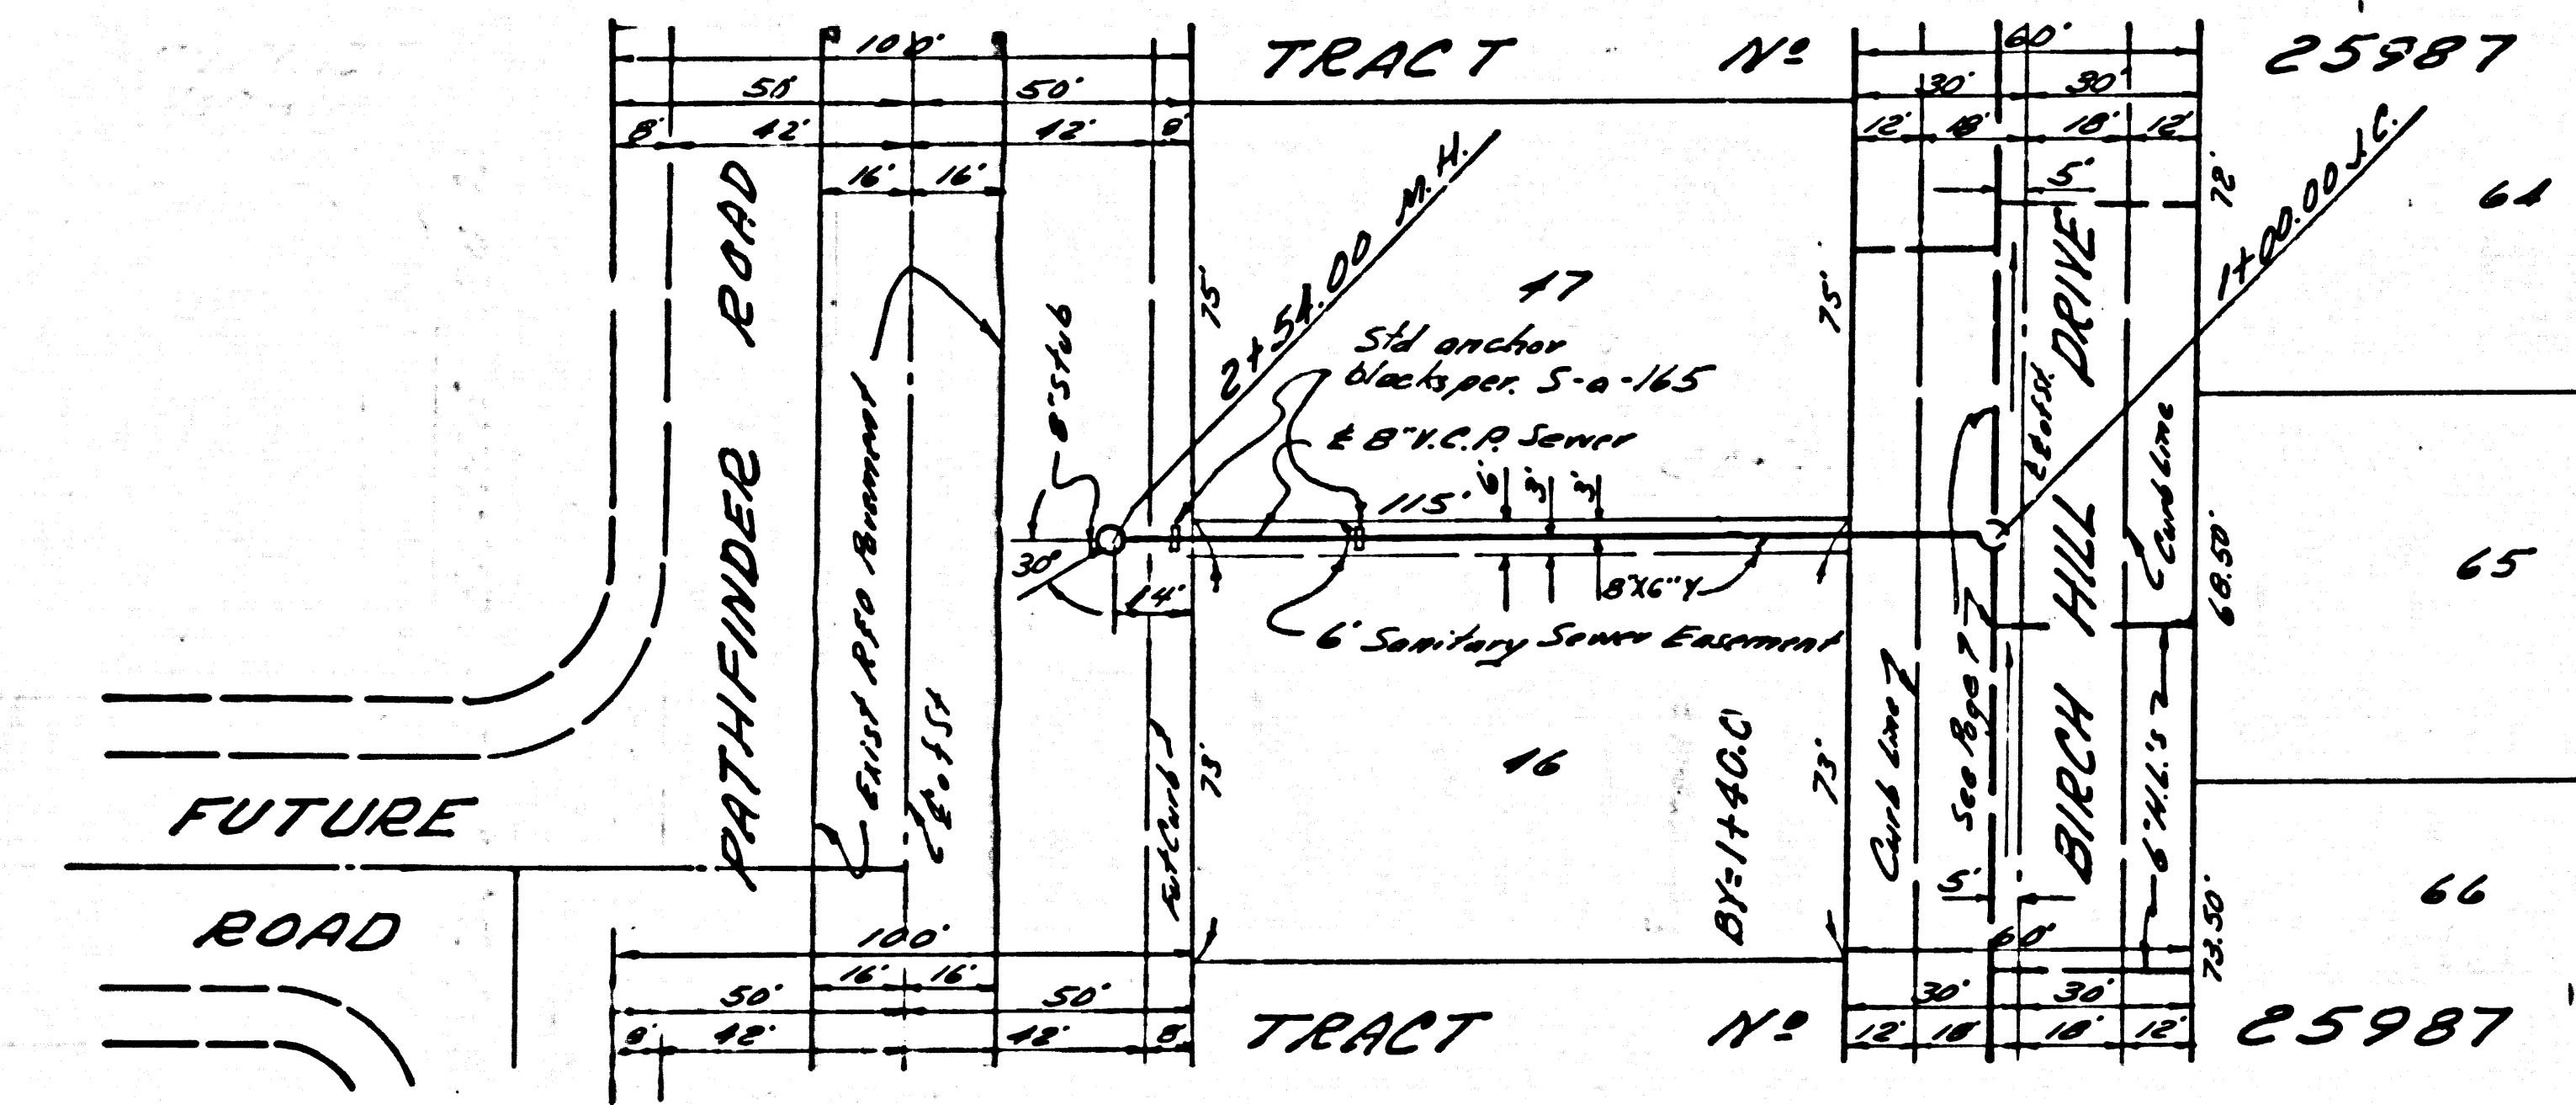 TRACT Nº 25987
100'
50' 50'
8' 42' 42' 8'
16' 16'
60'
30' 30'
12' 18' 18' 12'
5'
72'
64
2+54.00 M.H.
1+00.00 J.C.
PATHFINDER ROAD
Exist R&O Pavement
℄ of St
8" Stub
30°
14'
Fut Curb
75'
73'
47
Std anchor
blocks per. S-a-165
℄ 8" V.C.P. Sewer
115'
6' 3' 3'
8"X6" Y
6' Sanitary Sewer Easement
46
BY=1+40.0
75'
73'
Curb Line
See Page 7
℄ of St.
BIRCH HILL DRIVE
Curb Line
6" H.L.'s
5'
68.50'
65
73.50'
66
FUTURE
ROAD
100'
16' 16'
50' 50'
8' 42' 42' 8'
60'
30' 30'
12' 18' 18' 12'
TRACT Nº 25987